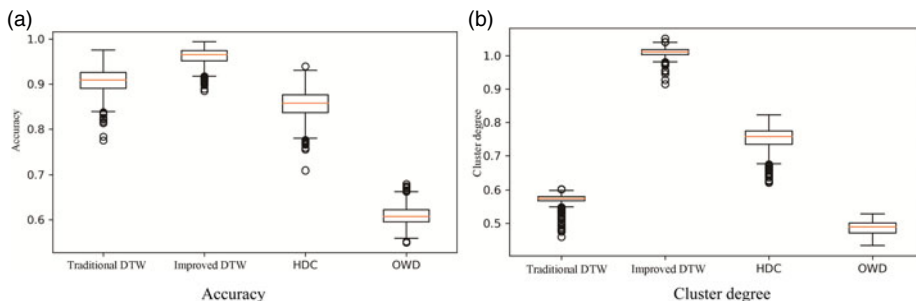 (a)
1.0
0.9
0.8
0.7
0.6
Accuracy
Traditional DTW Improved DTW HDC OWD
Accuracy
(b)
1.0
0.9
0.8
0.7
0.6
0.5
Cluster degree
Traditional DTW Improved DTW HDC OWD
Cluster degree